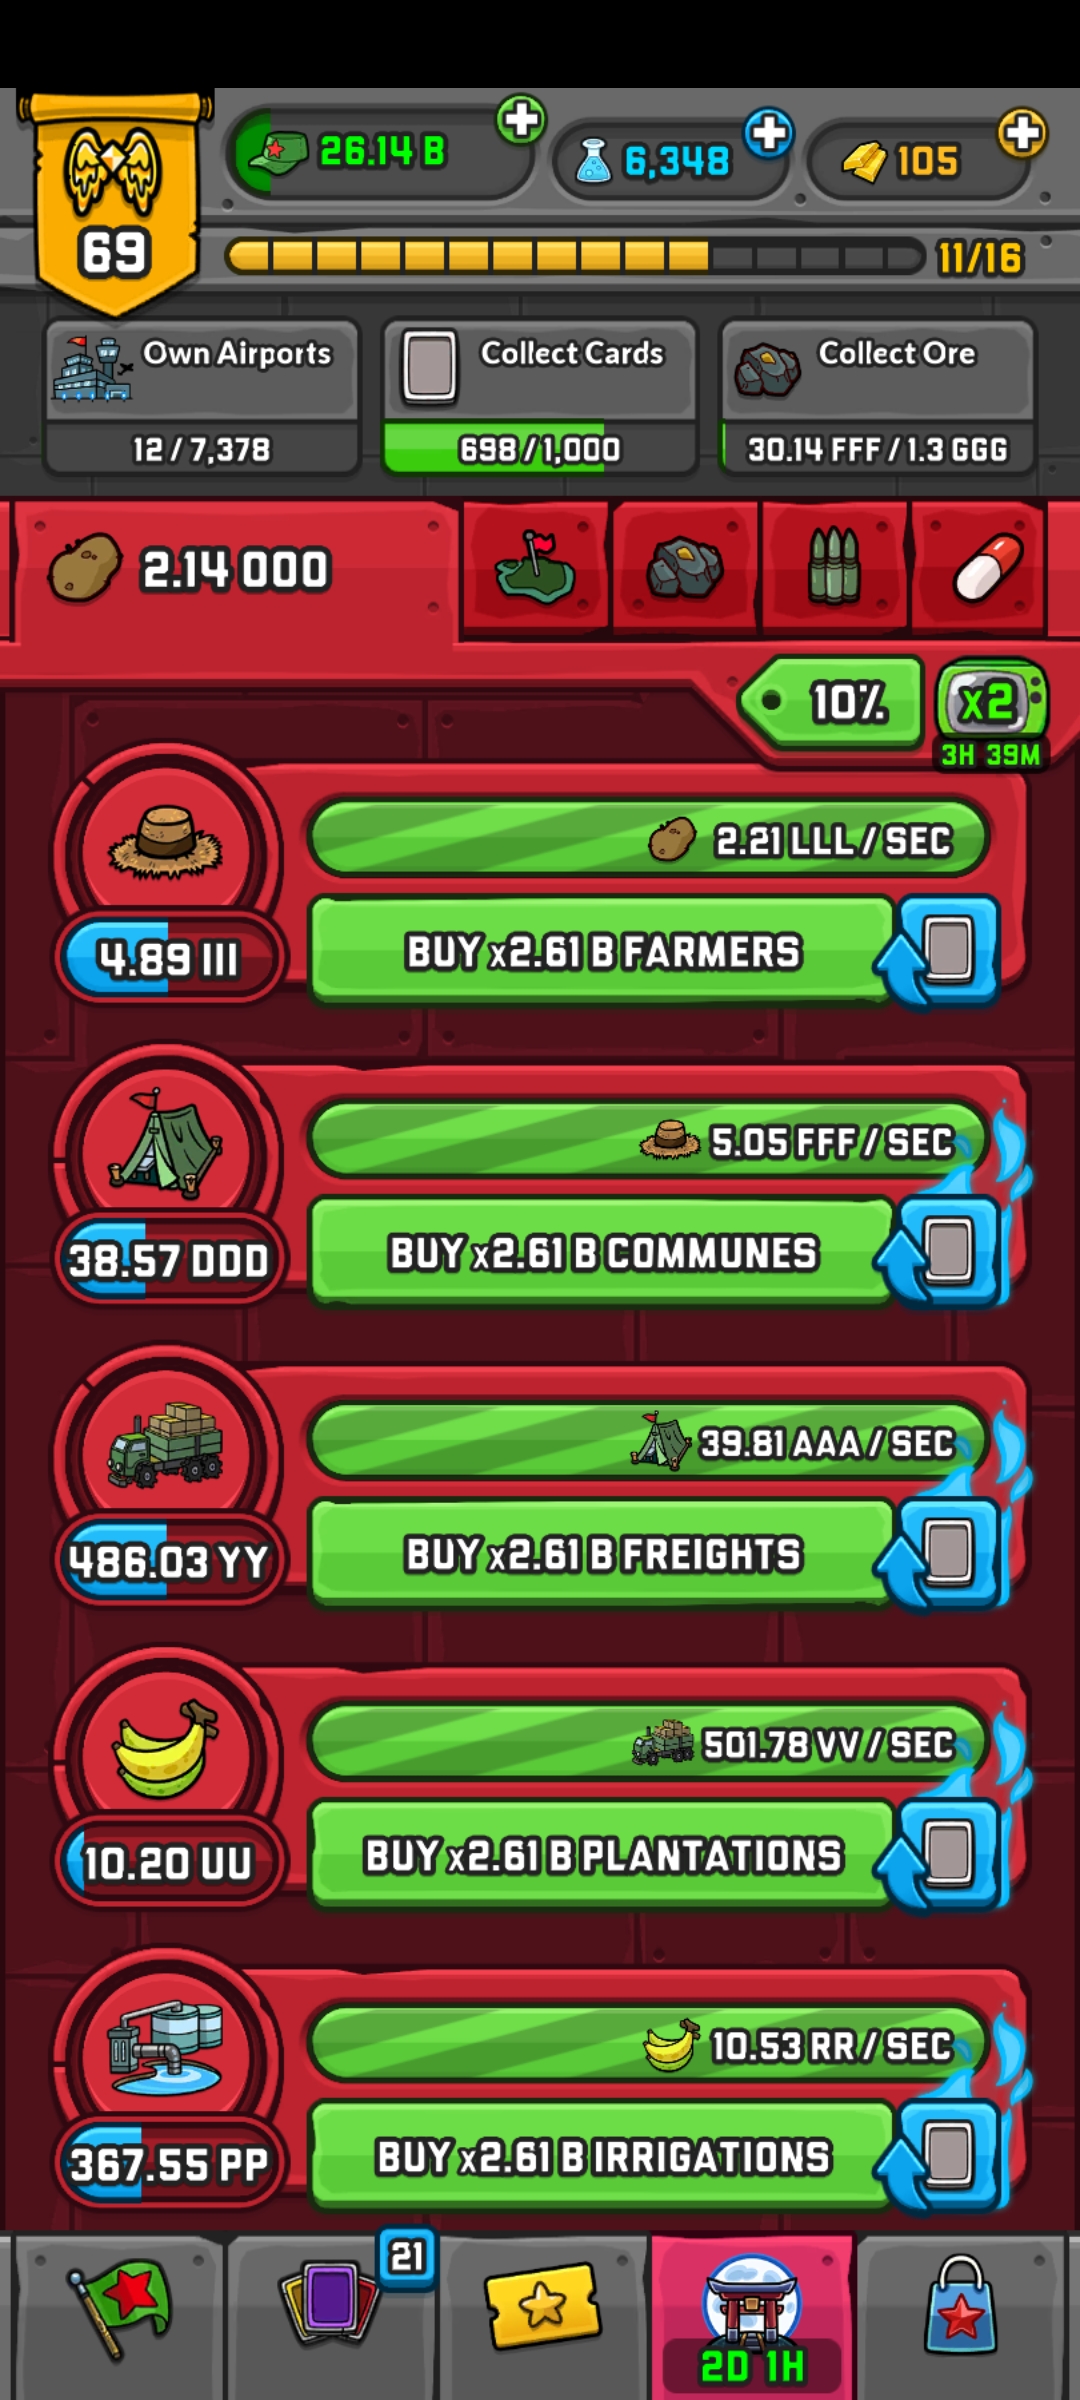 69
26.14 B
6,348
105
11/16
Own Airports
12 / 7,378
Collect Cards
698 / 1,000
Collect Ore
30.14 FFF / 1.3 GGG
2.14 OOO
10%
x2
3H 39M
2.21 LLL / SEC
4.89 III
BUY x2.61 B FARMERS
5.05 FFF / SEC
38.57 DDD
BUY x2.61 B COMMUNES
39.81 AAA / SEC
486.03 YY
BUY x2.61 B FREIGHTS
501.78 VV / SEC
10.20 UU
BUY x2.61 B PLANTATIONS
10.53 RR / SEC
367.55 PP
BUY x2.61 B IRRIGATIONS
21
2D 1H